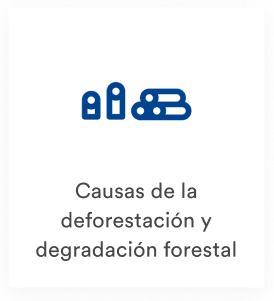 Causas de la
deforestación y
degradación forestal